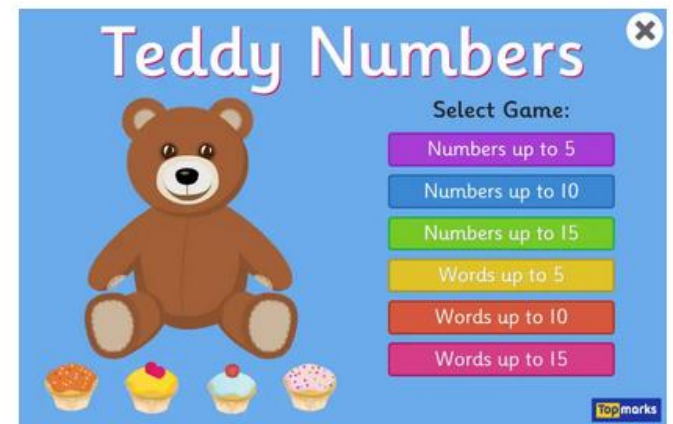 Teddy Numbers
Select Game:
Numbers up to 5
Numbers up to 10
Numbers up to 15
Words up to 5
Words up to 10
Words up to 15
Topmarks